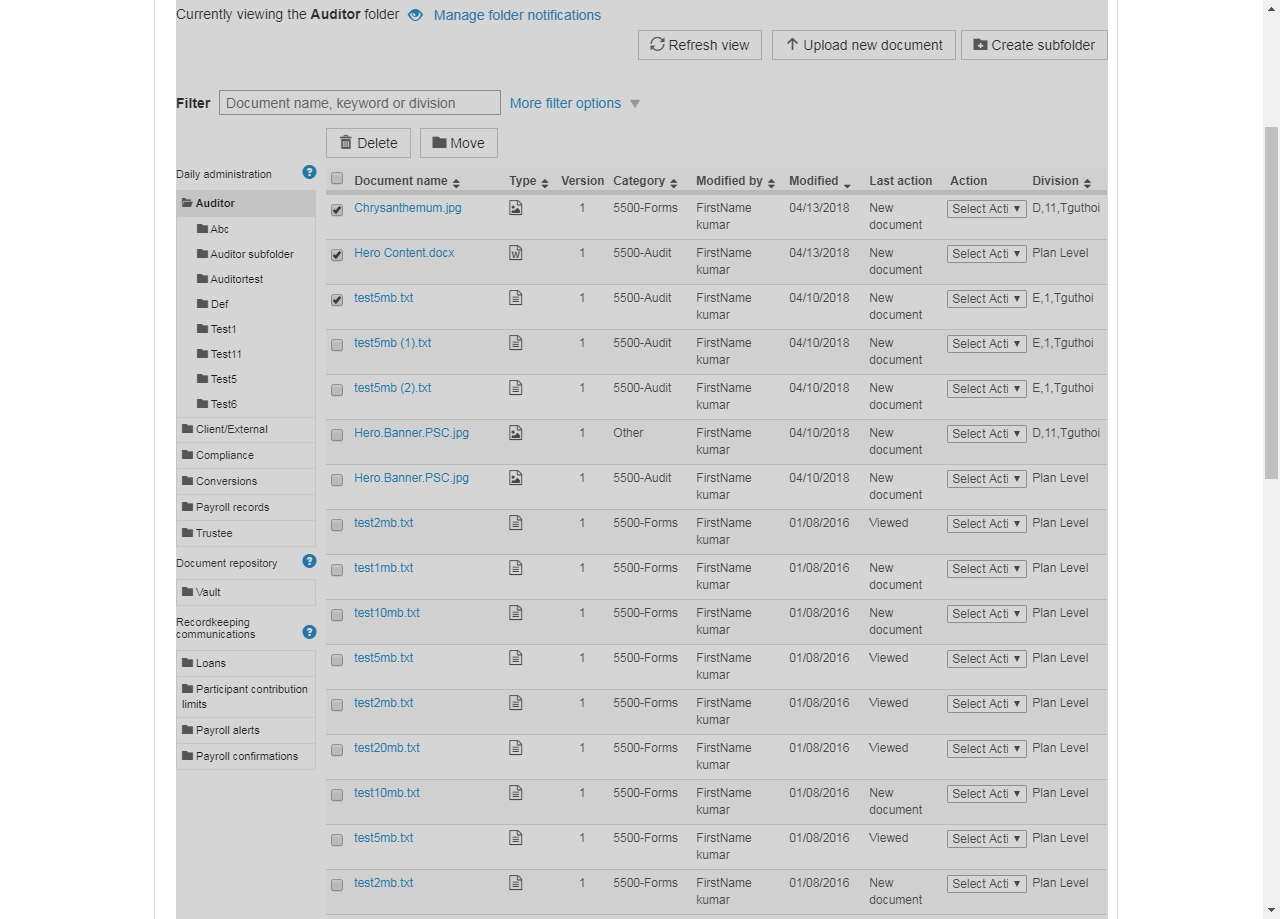 Currently viewing the Auditor folder Manage folder notifications
Refresh view Upload new document Create subfolder
Filter Document name, keyword or division More filter options
Delete Move
Daily administration ?
Auditor
Abc
Auditor subfolder
Auditortest
Def
Test1
Test11
Test5
Test6
Client/External
Compliance
Conversions
Payroll records
Trustee
Document repository ?
Vault
Recordkeeping
communications ?
Loans
Participant contribution
limits
Payroll alerts
Payroll confirmations
Document name Type Version Category Modified by Modified Last action Action Division
Chrysanthemum.jpg 1 5500-Forms FirstName 04/13/2018 New Select Acti D,11,Tguthoi
kumar document
Hero Content.docx W 1 5500-Audit FirstName 04/13/2018 New Select Acti Plan Level
kumar document
test5mb.txt 1 5500-Audit FirstName 04/10/2018 New Select Acti E,1,Tguthoi
kumar document
test5mb (1).txt 1 5500-Audit FirstName 04/10/2018 New Select Acti E,1,Tguthoi
kumar document
test5mb (2).txt 1 5500-Audit FirstName 04/10/2018 New Select Acti E,1,Tguthoi
kumar document
Hero.Banner.PSC.jpg 1 Other FirstName 04/10/2018 New Select Acti D,11,Tguthoi
kumar document
Hero.Banner.PSC.jpg 1 5500-Audit FirstName 04/10/2018 New Select Acti Plan Level
kumar document
test2mb.txt 1 5500-Forms FirstName 01/08/2016 Viewed Select Acti Plan Level
kumar
test1mb.txt 1 5500-Forms FirstName 01/08/2016 New Select Acti Plan Level
kumar document
test10mb.txt 1 5500-Forms FirstName 01/08/2016 New Select Acti Plan Level
kumar document
test5mb.txt 1 5500-Forms FirstName 01/08/2016 Viewed Select Acti Plan Level
kumar
test2mb.txt 1 5500-Forms FirstName 01/08/2016 Viewed Select Acti Plan Level
kumar
test20mb.txt 1 5500-Forms FirstName 01/08/2016 Viewed Select Acti Plan Level
kumar
test10mb.txt 1 5500-Forms FirstName 01/08/2016 New Select Acti Plan Level
kumar document
test5mb.txt 1 5500-Forms FirstName 01/08/2016 Viewed Select Acti Plan Level
kumar
test2mb.txt 1 5500-Forms FirstName 01/08/2016 New Select Acti Plan Level
kumar document